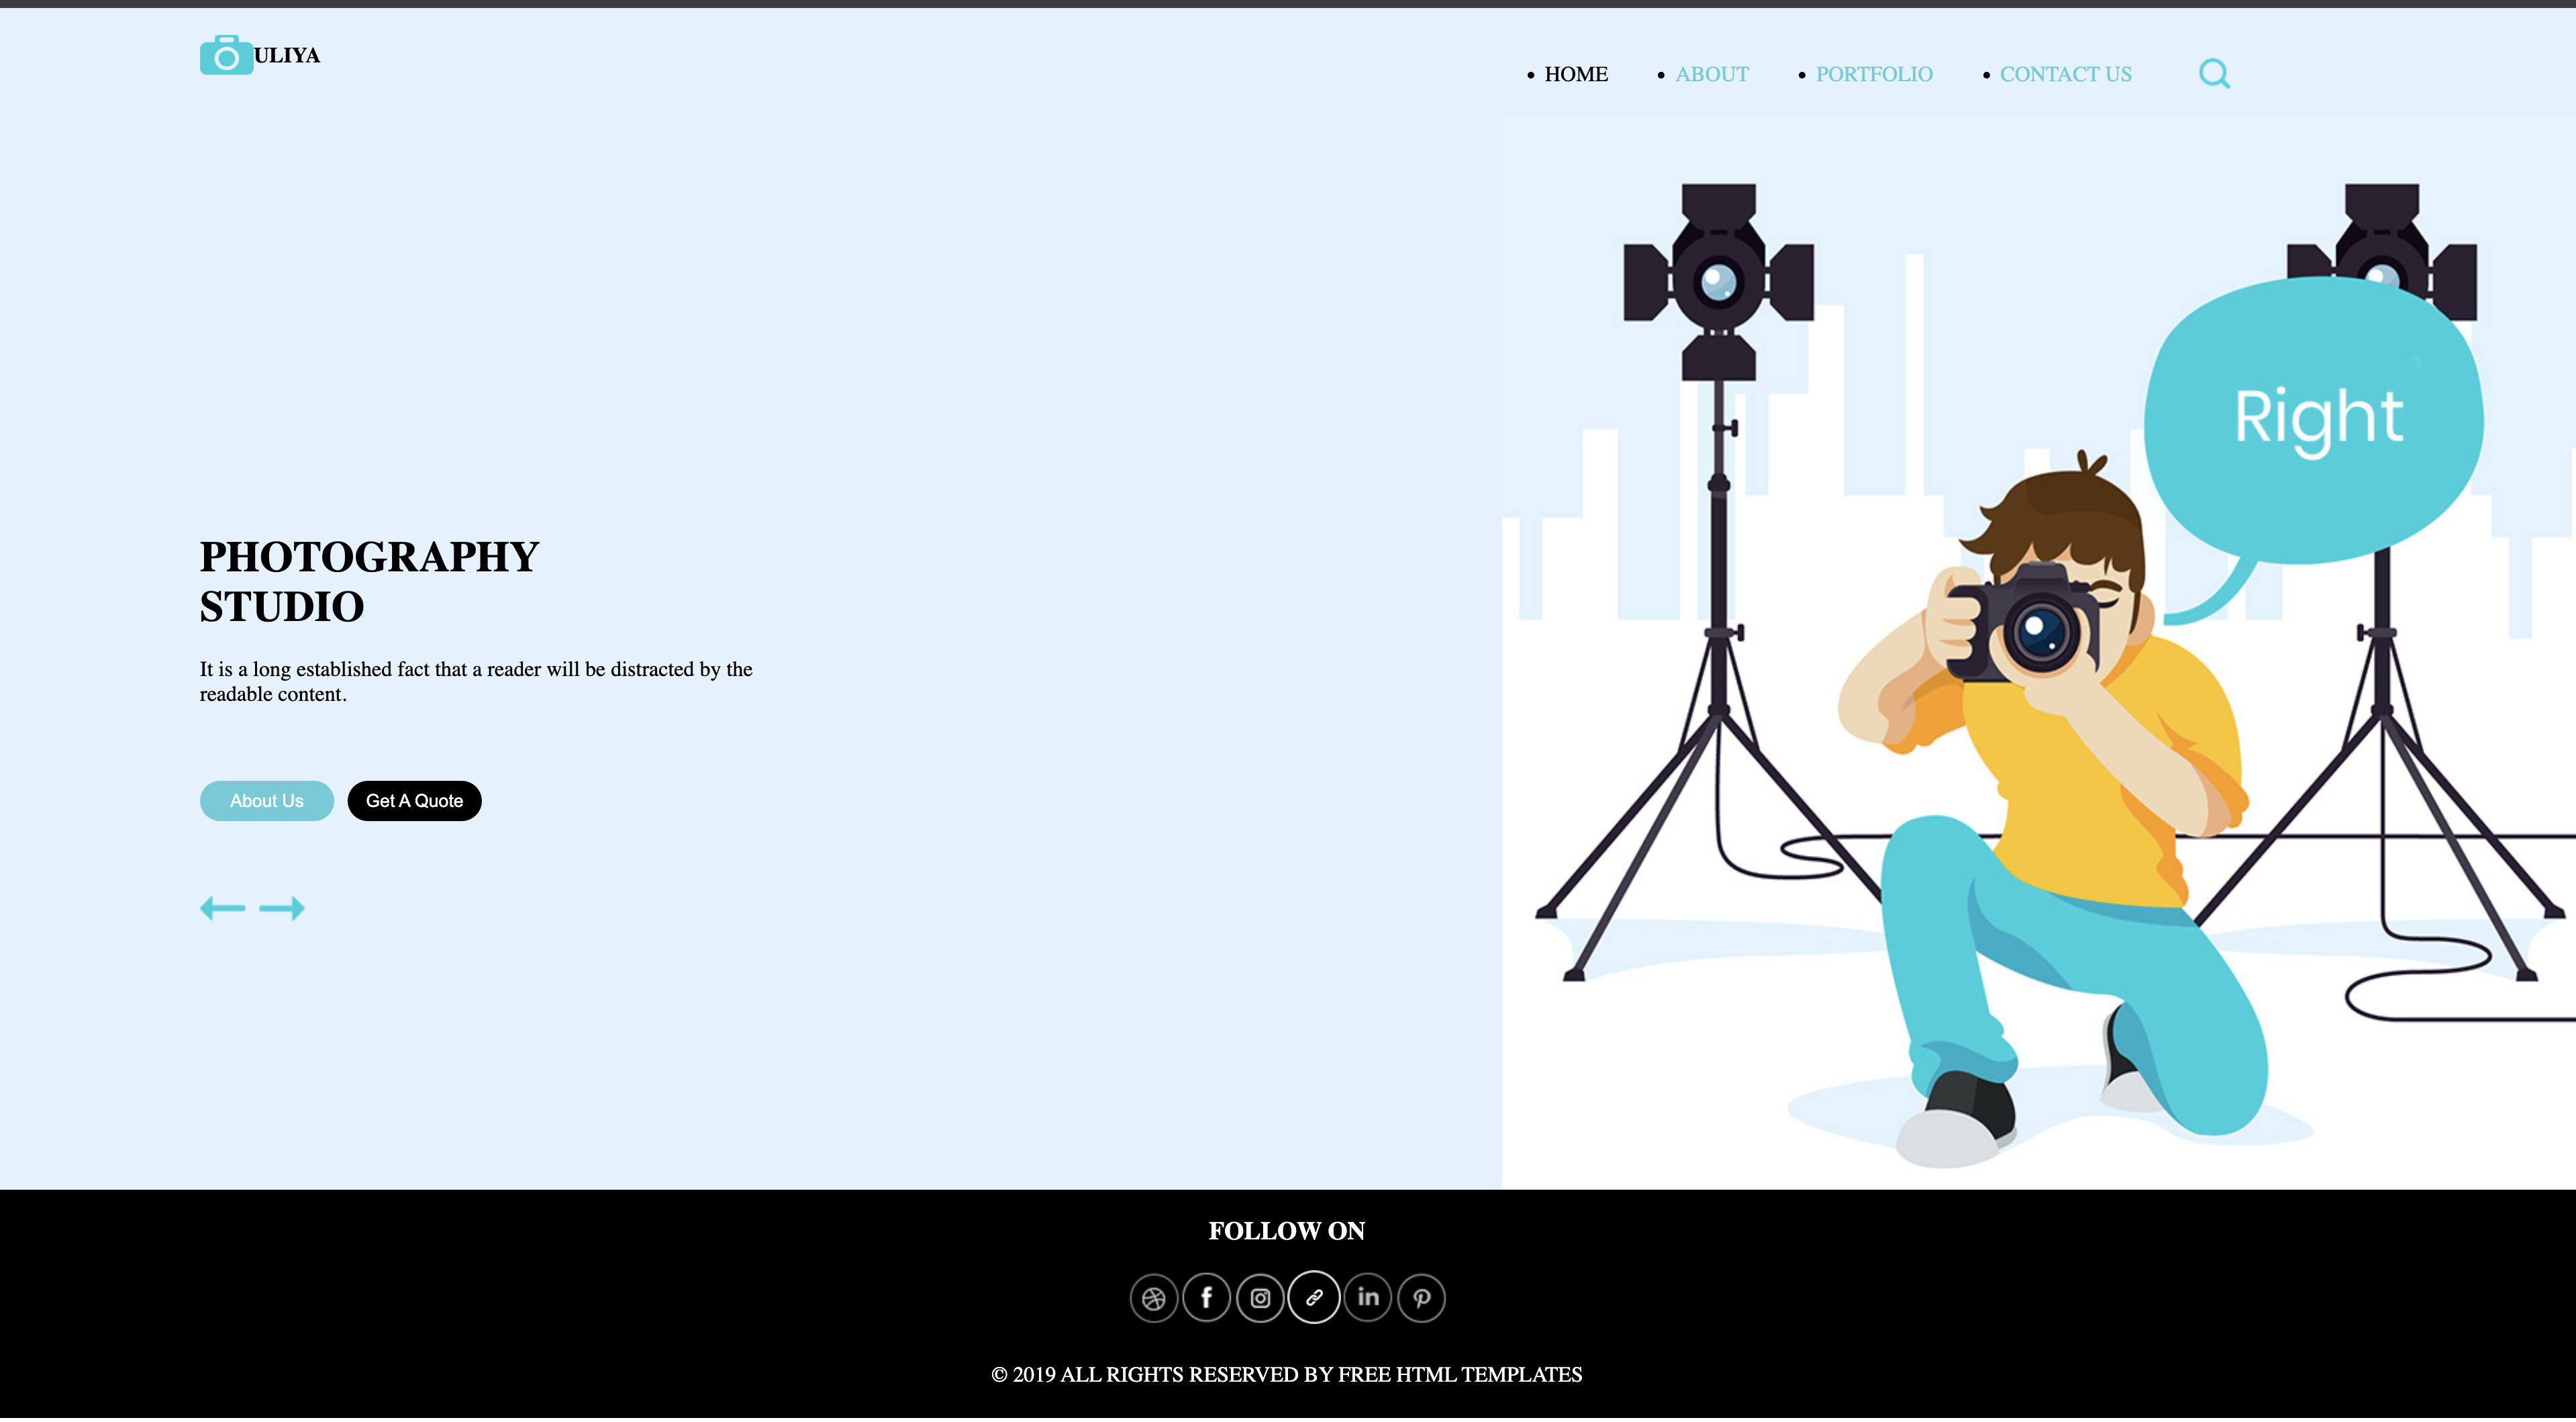 ULIYA
HOME
ABOUT
PORTFOLIO
CONTACT US
Right
PHOTOGRAPHY
STUDIO
It is a long established fact that a reader will be distracted by the
readable content.
About Us
Get A Quote
FOLLOW ON
f
in
© 2019 ALL RIGHTS RESERVED BY FREE HTML TEMPLATES